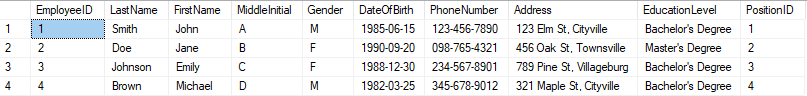 EmployeeID LastName FirstName MiddleInitial Gender DateOfBirth PhoneNumber Address EducationLevel PositionID
1 1 Smith John A M 1985-06-15 123-456-7890 123 Elm St, Cityville Bachelor's Degree 1
2 2 Doe Jane B F 1990-09-20 098-765-4321 456 Oak St, Townsville Master's Degree 2
3 3 Johnson Emily C F 1988-12-30 234-567-8901 789 Pine St, Villageburg Bachelor's Degree 3
4 4 Brown Michael D M 1982-03-25 345-678-9012 321 Maple St, Cityville Bachelor's Degree 4